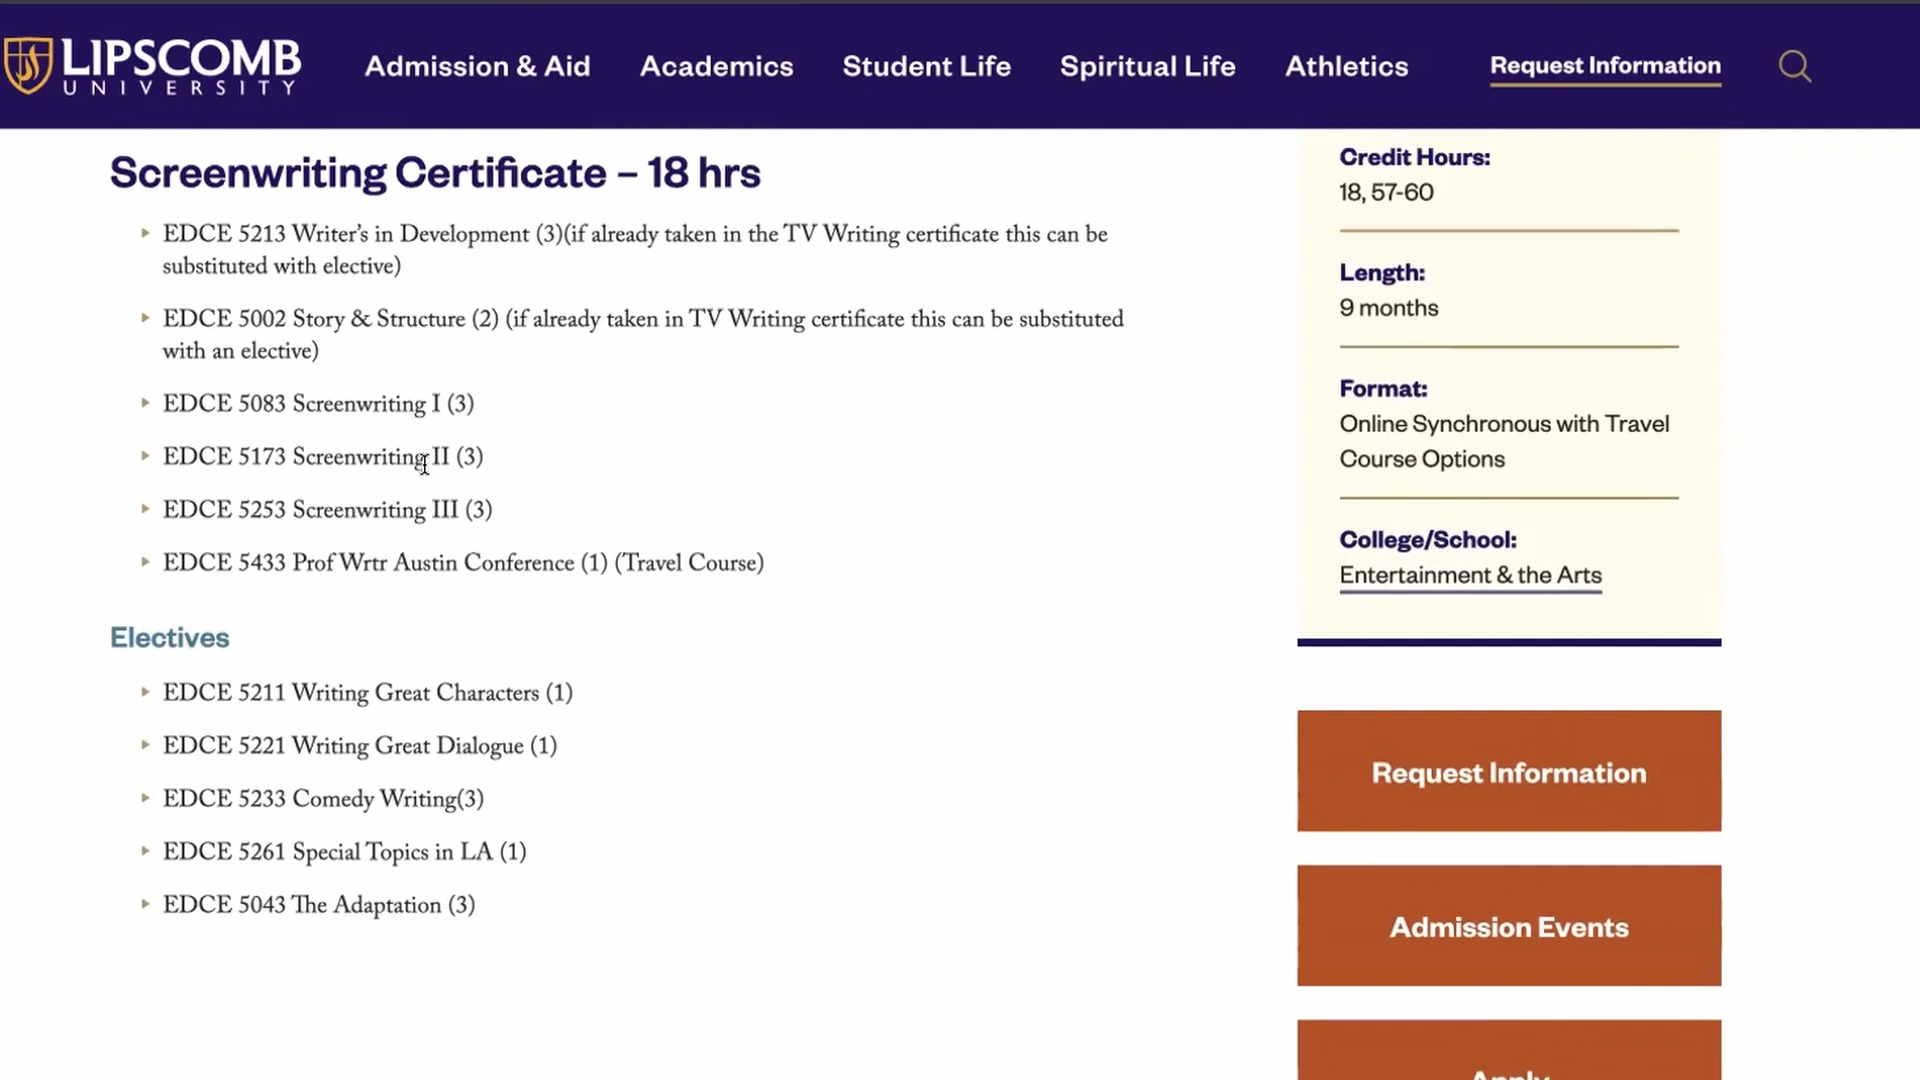 LIPSCOMB
UNIVERSITY
Admission & Aid
Academics
Student Life
Spiritual Life
Athletics
Request Information
Screenwriting Certificate – 18 hrs
EDCE 5213 Writer's in Development (3)(if already taken in the TV Writing certificate this can be
substituted with elective)
EDCE 5002 Story & Structure (2) (if already taken in TV Writing certificate this can be substituted
with an elective)
EDCE 5083 Screenwriting I (3)
EDCE 5173 Screenwriting II (3)
EDCE 5253 Screenwriting III (3)
EDCE 5433 Prof Wrtr Austin Conference (1) (Travel Course)
Electives
EDCE 5211 Writing Great Characters (1)
EDCE 5221 Writing Great Dialogue (1)
EDCE 5233 Comedy Writing(3)
EDCE 5261 Special Topics in LA (1)
EDCE 5043 The Adaptation (3)
Credit Hours:
18, 57-60
Length:
9 months
Format:
Online Synchronous with Travel
Course Options
College/School:
Entertainment & the Arts
Request Information
Admission Events
Apply